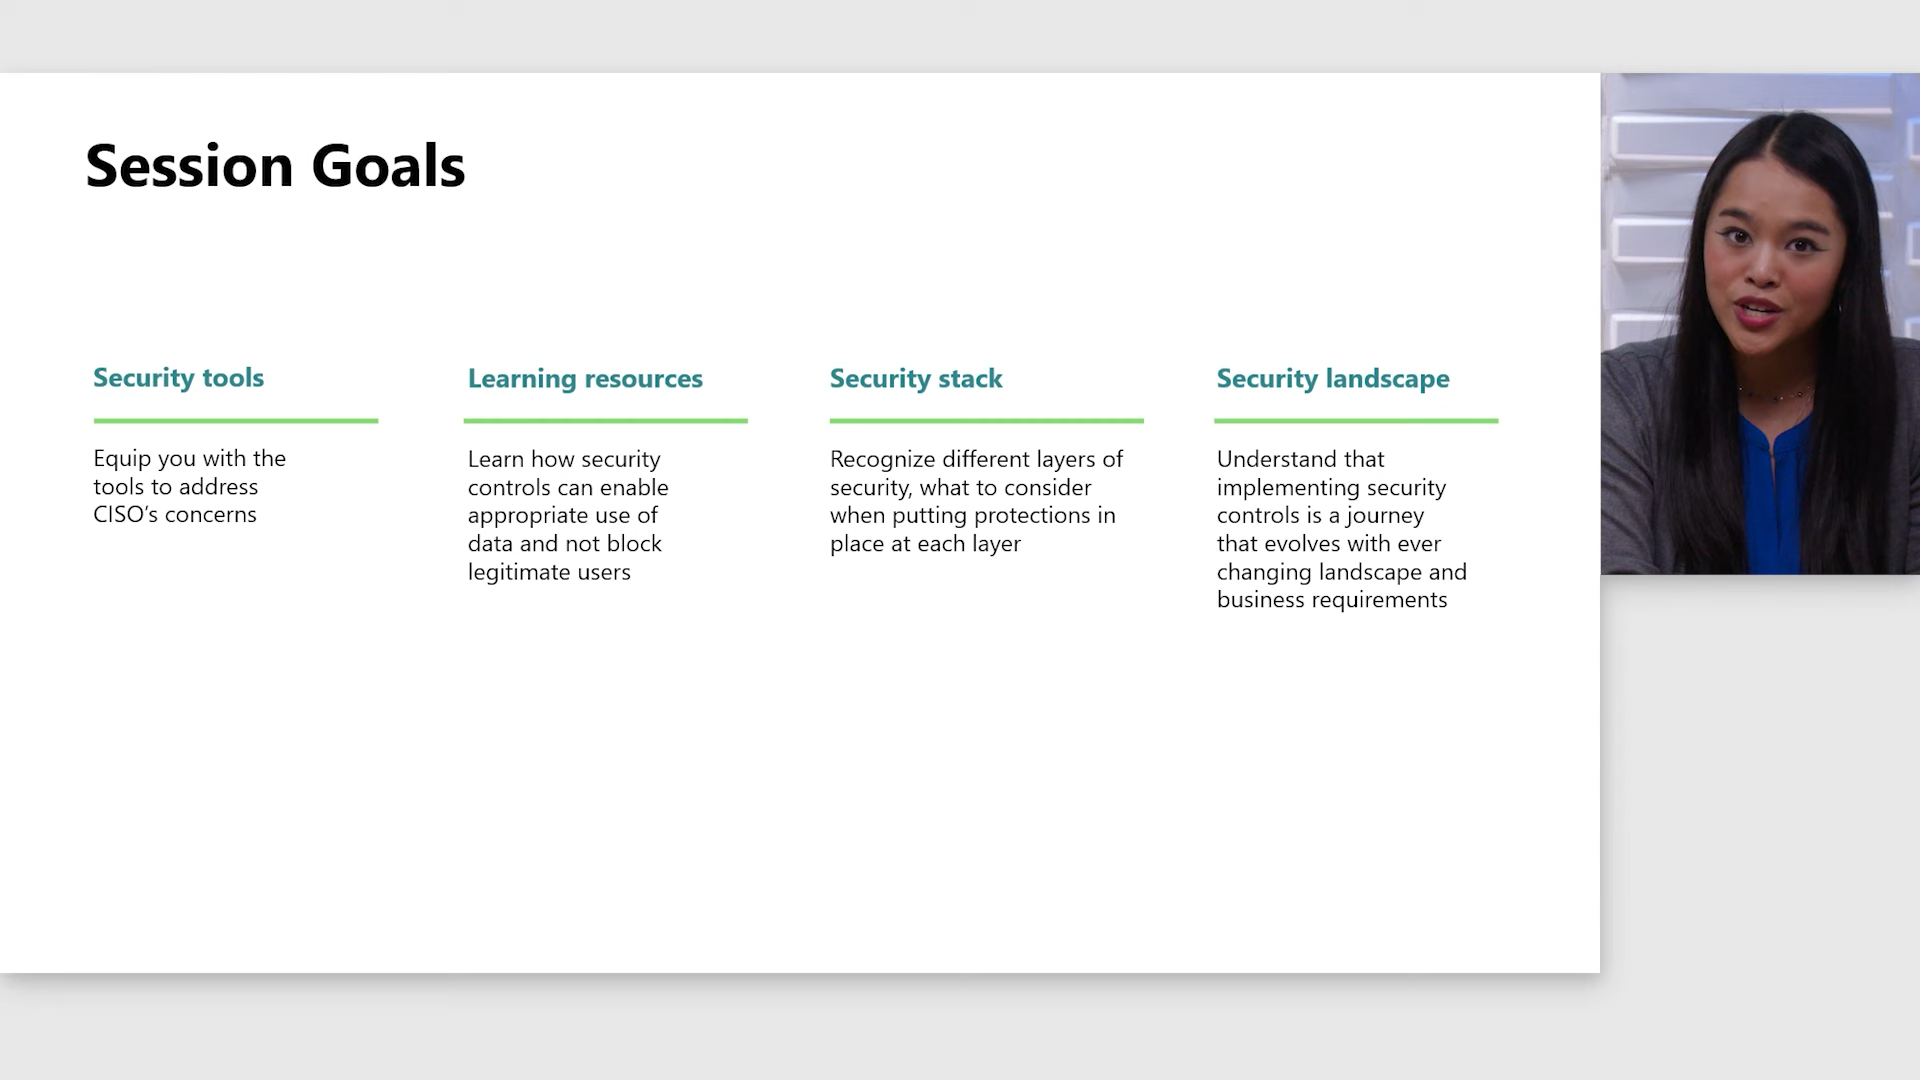 Session Goals
Security tools
Equip you with the
tools to address
CISO’s concerns
Learning resources
Learn how security
controls can enable
appropriate use of
data and not block
legitimate users
Security stack
Recognize different layers of
security, what to consider
when putting protections in
place at each layer
Security landscape
Understand that
implementing security
controls is a journey
that evolves with ever
changing landscape and
business requirements